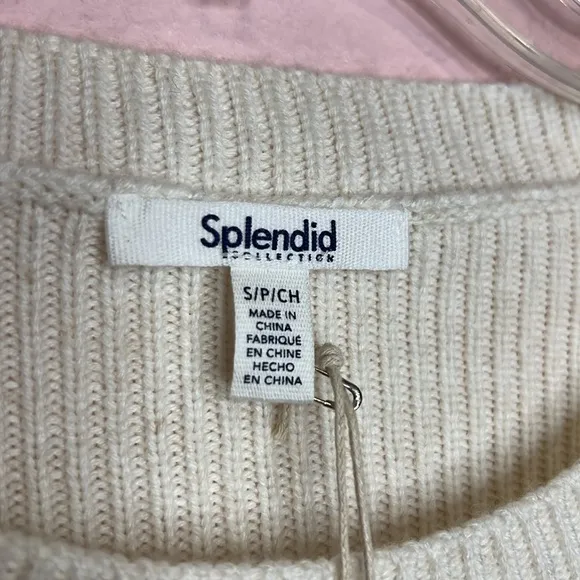 Splendid
COLLECTION
S/P/CH
MADE IN
CHINA
FABRIQUÉ
EN CHINE
HECHO
EN CHINA